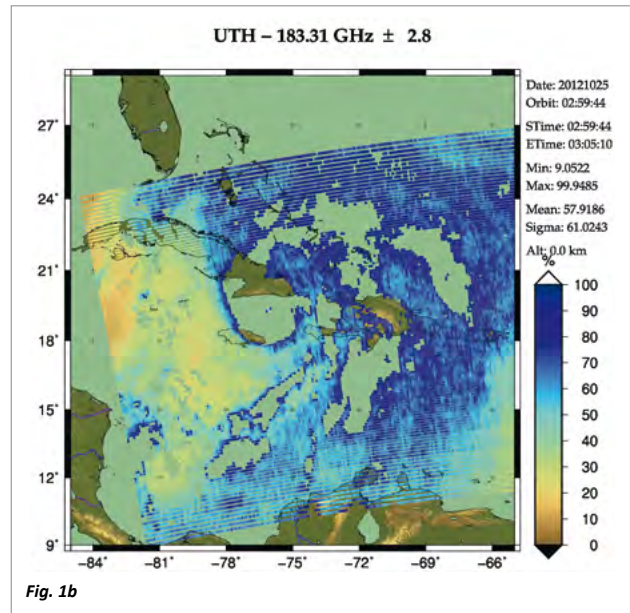 UTH – 183.31 GHz ± 2.8
Date: 20121025
Orbit: 02:59:44
STime: 02:59:44
ETime: 03:05:10
Min: 9.0522
Max: 99.9485
Mean: 57.9186
Sigma: 61.0243
Alt: 0.0 km
%
100
90
80
70
60
50
40
30
20
10
0
27°
24°
21°
18°
15°
12°
9°
−84° −81° −78° −75° −72° −69° −66°
Fig. 1b